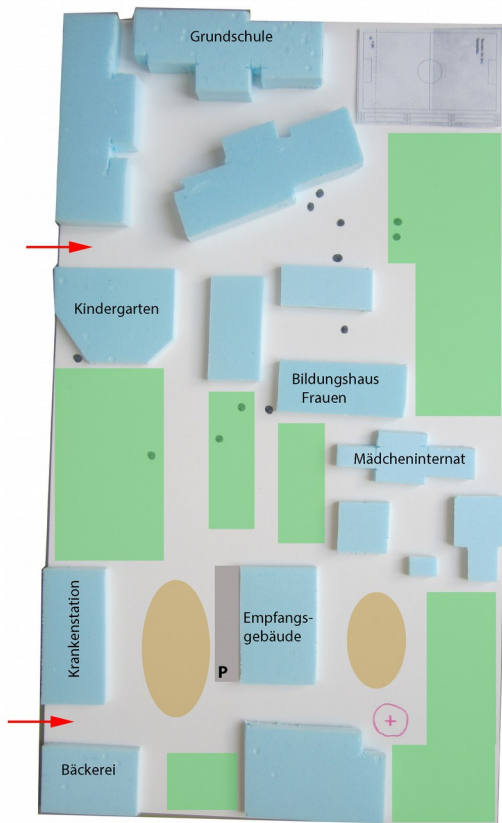 Grundschule
Kindergarten
Bildungshaus
Frauen
Mädcheninternat
Krankenstation
Empfangs-
gebäude
P
Bäckerei